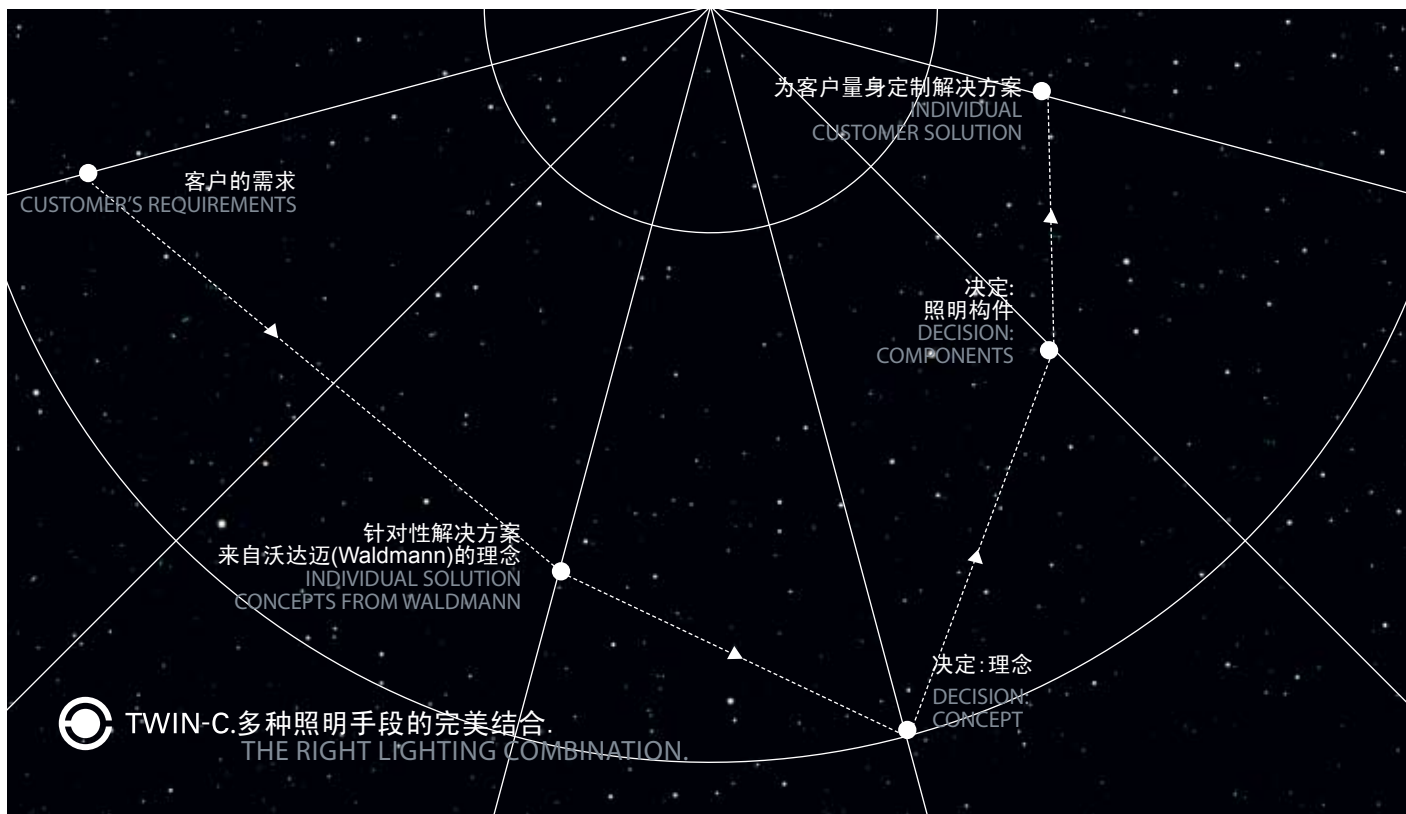 为客户量身定制解决方案
INDIVIDUAL
CUSTOMER SOLUTION
客户的需求
CUSTOMER'S REQUIREMENTS
决定:
照明构件
DECISION:
COMPONENTS
针对性解决方案
来自沃达迈(Waldmann)的理念
INDIVIDUAL SOLUTION
CONCEPTS FROM WALDMANN
决定:理念
DECISION:
CONCEPT
TWIN-C.多种照明手段的完美结合.
THE RIGHT LIGHTING COMBINATION.